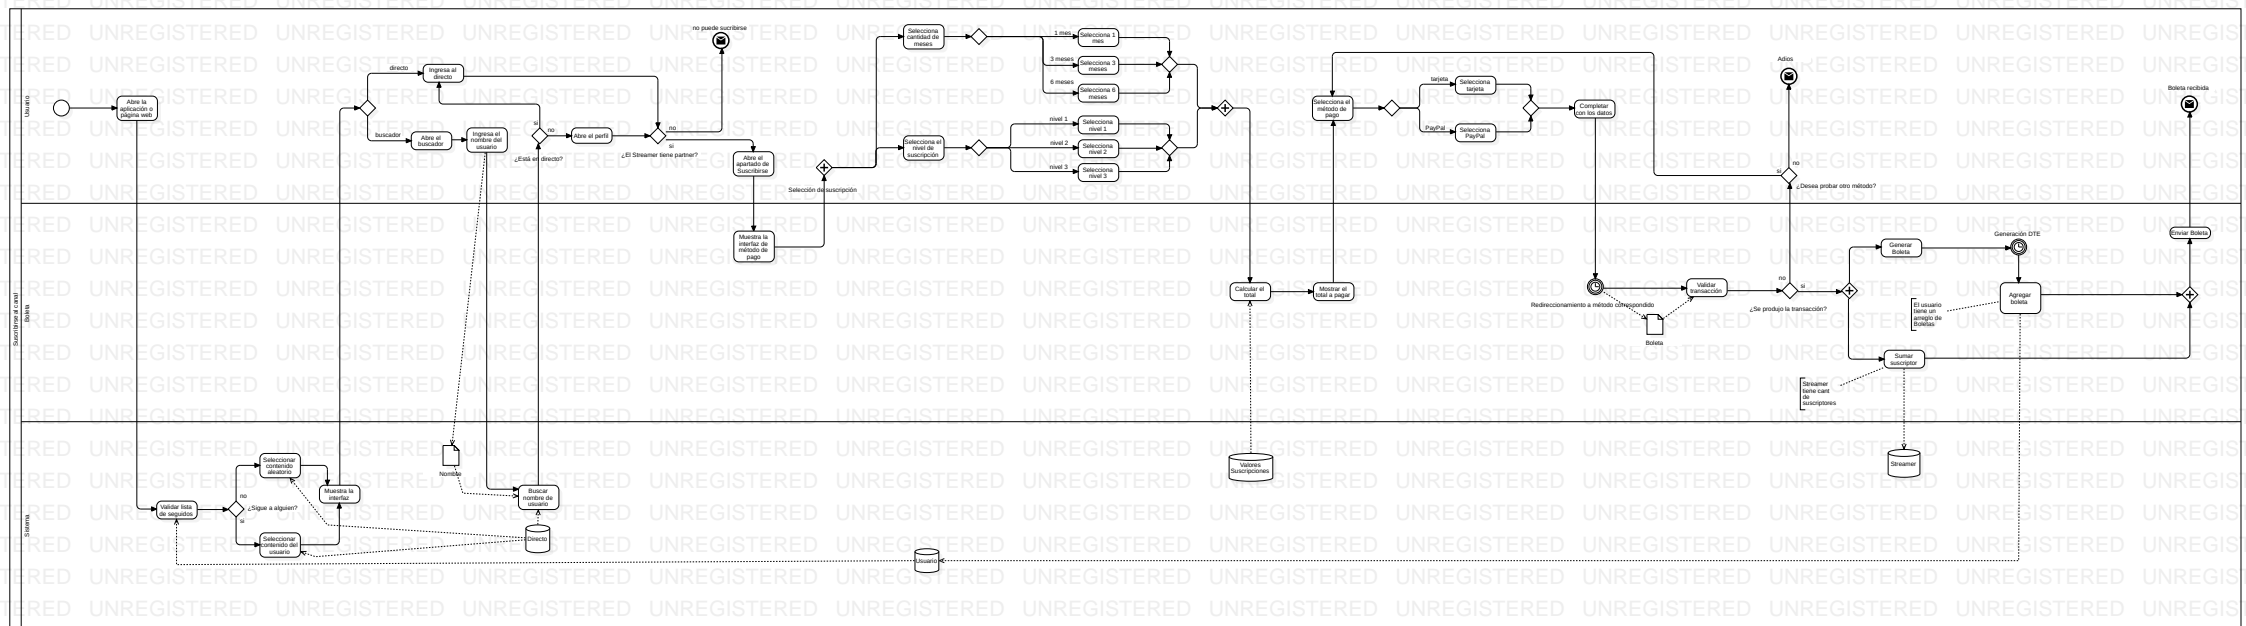 Suscribirse al canal
Usuario
Abre la
aplicación o
página web
directo
Ingresa al
directo
buscador
Abre el
buscador
Ingresa el
nombre del
usuario
si
no
¿Está en directo?
Abre el perfil
no
si
¿El Streamer tiene partner?
no puede sucribirse
Abre el
apartado de
Suscribirse
Selección de suscripción
Selecciona
cantidad de
meses
1 mes
Selecciona 1
mes
3 meses
Selecciona 3
meses
6 meses
Selecciona 6
meses
Selecciona el
nivel de
suscripción
nivel 1
Selecciona
nivel 1
nivel 2
Selecciona
nivel 2
nivel 3
Selecciona
nivel 3
Selecciona el
método de
pago
tarjeta
Selecciona
tarjeta
PayPal
Selecciona
PayPal
Completar
con los datos
Adios
no
si
¿Desea probar otro método?
Boleta recibida
Boleta
Muestra la
interfaz de
método de
pago
Calcular el
total
Mostrar el
total a pagar
Redireccionamiento a método correspondido
Boleta
Validar
transacción
no
si
¿Se produjo la transacción?
Generar
Boleta
Generación DTE
Agregar
boleta
El usuario
tiene un
arreglo de
Boletas
Sumar
suscriptor
Streamer
tiene cant
de
suscriptores
Enviar Boleta
Sistema
Validar lista
de seguidos
no
si
¿Sigue a alguien?
Seleccionar
contenido
aleatorio
Seleccionar
contenido del
usuario
Muestra la
interfaz
Nombre
Buscar
nombre de
usuario
Directo
Usuario
Valores
Suscripciones
Streamer
UNREGISTERED